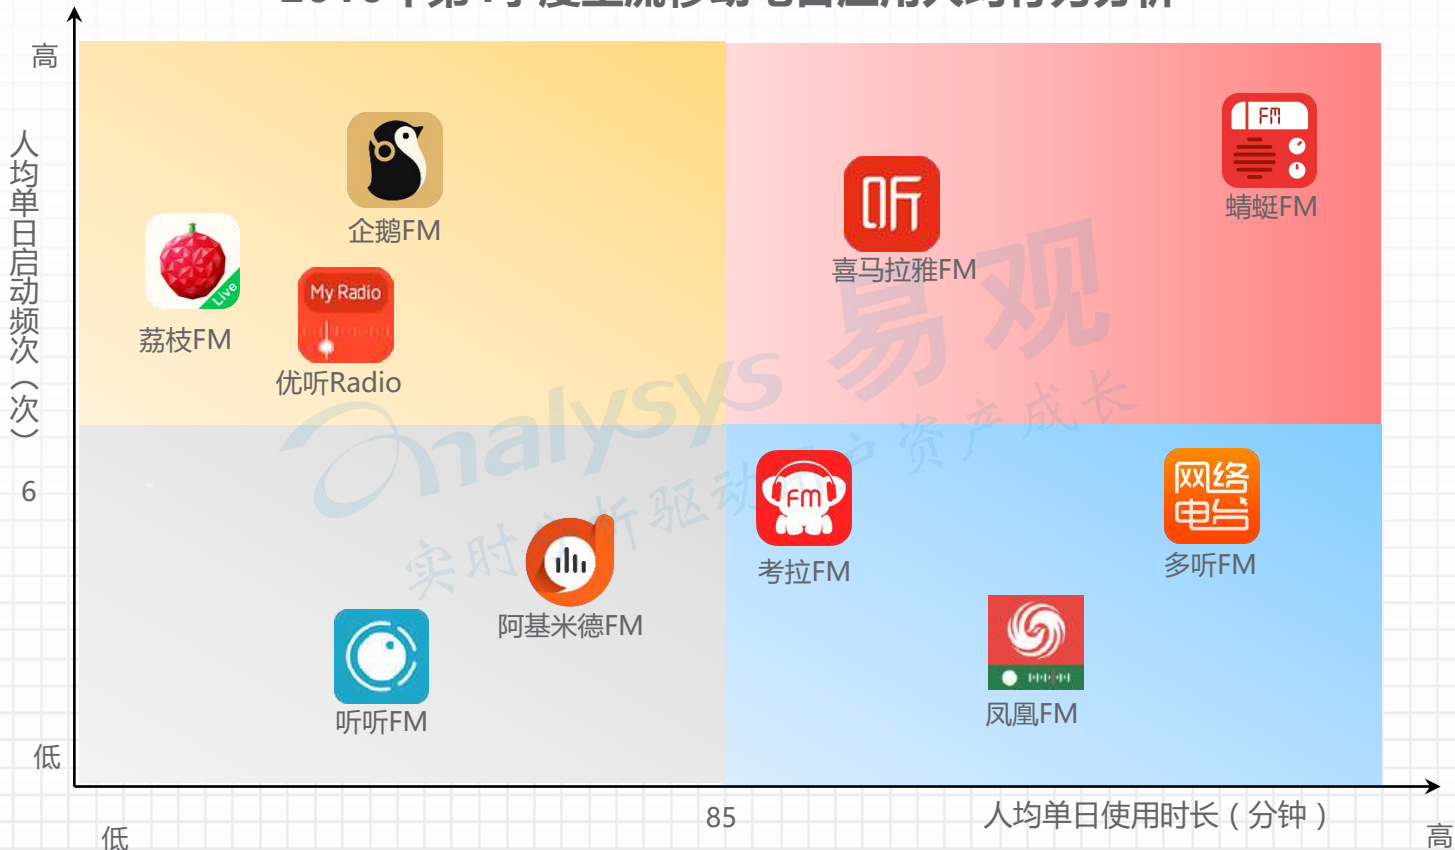 高
人均单日启动频次（次）
6
低
企鹅FM
Live
荔枝FM
My Radio
优听Radio
听
喜马拉雅FM
FM
蜻蜓FM
analysys 易观
实时分析驱动用户资产成长
阿基米德FM
听听FM
FM
考拉FM
网络
电台
多听FM
凤凰FM
低
85
人均单日使用时长（分钟）
高